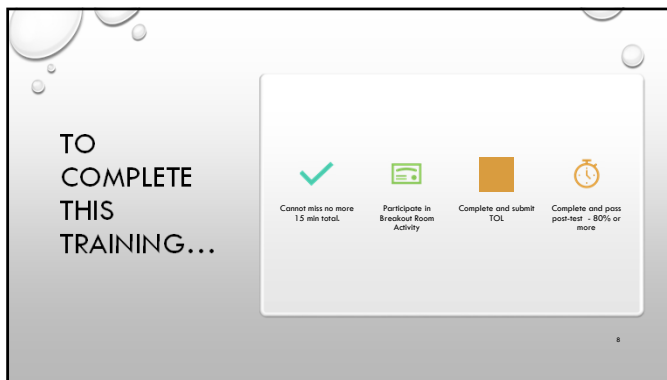 TO
COMPLETE
THIS
TRAINING...
Cannot miss no more
15 min total.
Participate in
Breakout Room
Activity
Complete and submit
TOL
Complete and pass
post-test - 80% or
more
8